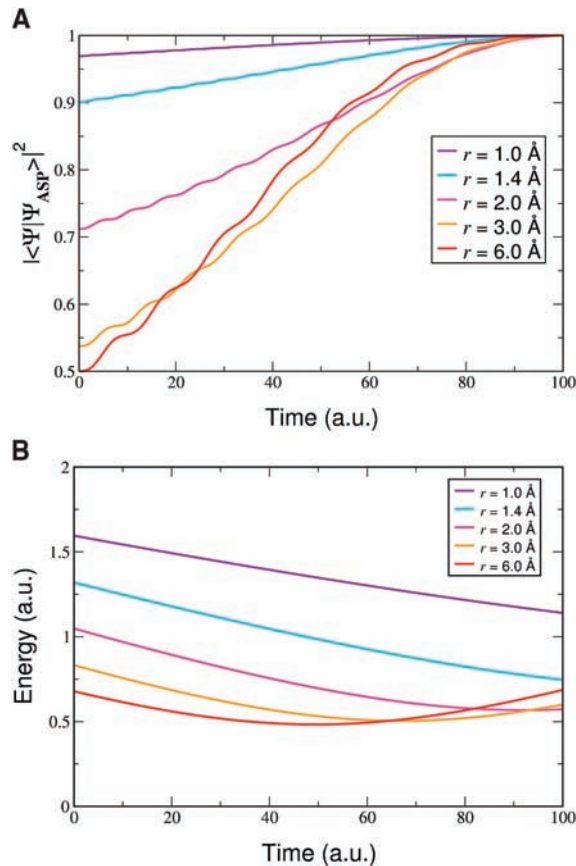 A
1
0.9
0.8
0.7
0.6
0.5
|<Ψ|Ψ_ASP>|²
r = 1.0 Å
r = 1.4 Å
r = 2.0 Å
r = 3.0 Å
r = 6.0 Å
0 20 40 60 80 100
Time (a.u.)
B
2
1.5
1
0.5
0
Energy (a.u.)
r = 1.0 Å
r = 1.4 Å
r = 2.0 Å
r = 3.0 Å
r = 6.0 Å
0 20 40 60 80 100
Time (a.u.)